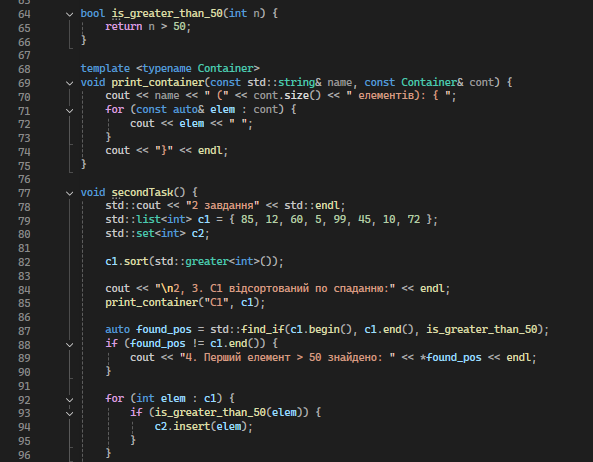 64 bool is_greater_than_50(int n) {
65 return n > 50;
66 }
67
68 template <typename Container>
69 void print_container(const std::string& name, const Container& cont) {
70 cout << name << " (" << cont.size() << " елементів): { ";
71 for (const auto& elem : cont) {
72 cout << elem << " ";
73 }
74 cout << "}" << endl;
75 }
76
77 void secondTask() {
78 std::cout << "2 завдання" << std::endl;
79 std::list<int> c1 = { 85, 12, 60, 5, 99, 45, 10, 72 };
80 std::set<int> c2;
81
82 c1.sort(std::greater<int>());
83
84 cout << "\n2, 3. C1 відсортований по спаданню:" << endl;
85 print_container("C1", c1);
86
87 auto found_pos = std::find_if(c1.begin(), c1.end(), is_greater_than_50);
88 if (found_pos != c1.end()) {
89 cout << "4. Перший елемент > 50 знайдено: " << *found_pos << endl;
90 }
91
92 for (int elem : c1) {
93 if (is_greater_than_50(elem)) {
94 c2.insert(elem);
95 }
96 }